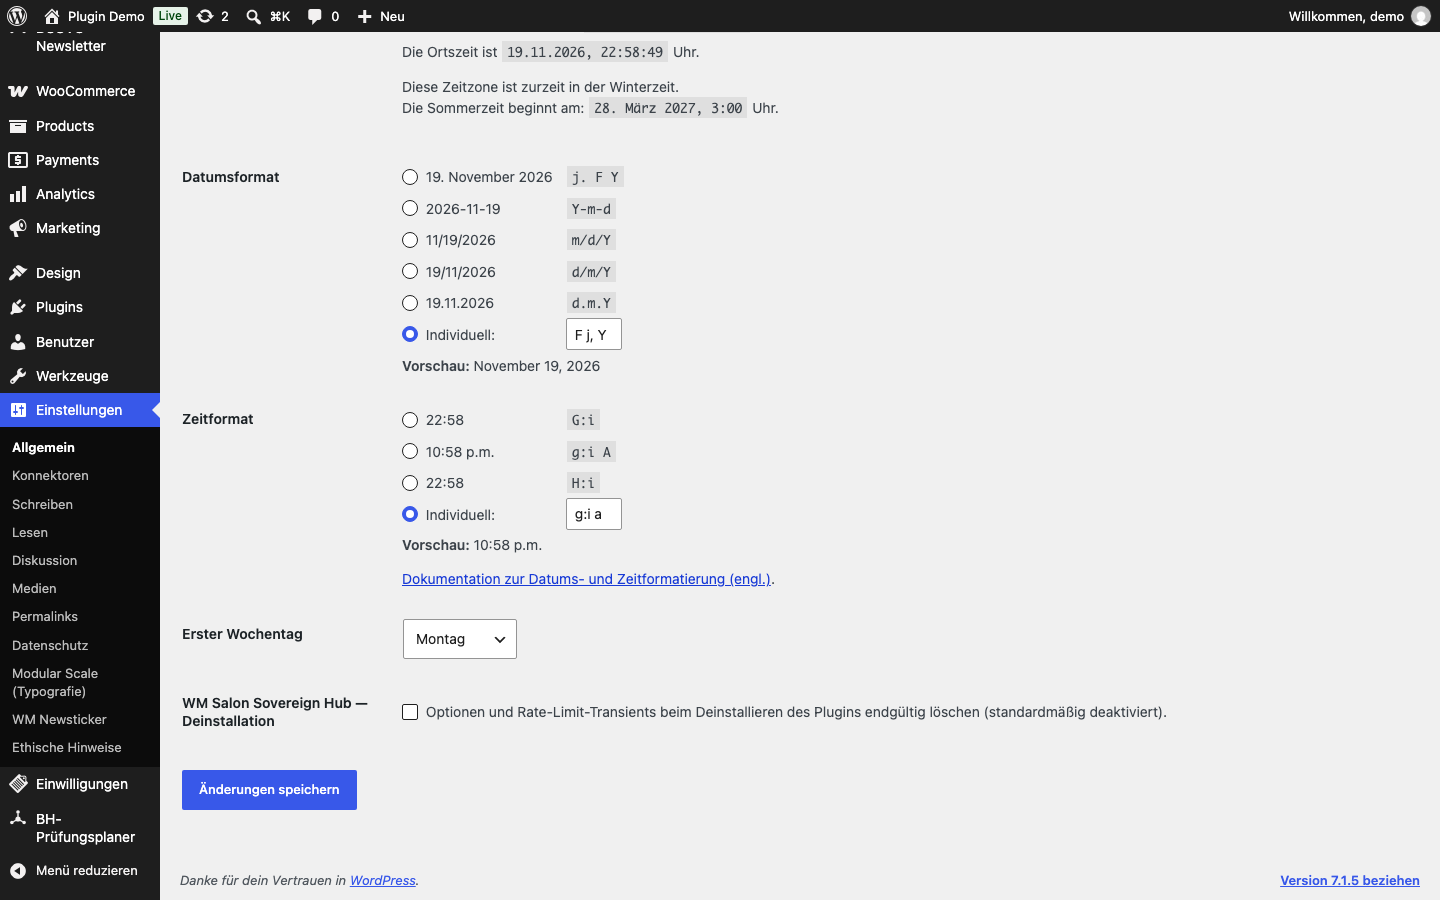 Plugin Demo
Live
2
⌘K
0
Neu
Willkommen, demo
Newsletter
WooCommerce
Products
Payments
Analytics
Marketing
Design
Plugins
Benutzer
Werkzeuge
Einstellungen
Allgemein
Konnektoren
Schreiben
Lesen
Diskussion
Medien
Permalinks
Datenschutz
Modular Scale
(Typografie)
WM Newsticker
Ethische Hinweise
Einwilligungen
BH-
Prüfungsplaner
Menü reduzieren
Die Ortszeit ist 19.11.2026, 22:58:49 Uhr.
Diese Zeitzone ist zurzeit in der Winterzeit.
Die Sommerzeit beginnt am: 28. März 2027, 3:00 Uhr.
Datumsformat
19. November 2026 j. F Y
2026-11-19 Y-m-d
11/19/2026 m/d/Y
19/11/2026 d/m/Y
19.11.2026 d.m.Y
Individuell: F j, Y
Vorschau: November 19, 2026
Zeitformat
22:58 G:i
10:58 p.m. g:i A
22:58 H:i
Individuell: g:i a
Vorschau: 10:58 p.m.
Dokumentation zur Datums- und Zeitformatierung (engl.).
Erster Wochentag
Montag
WM Salon Sovereign Hub —
Deinstallation
Optionen und Rate-Limit-Transients beim Deinstallieren des Plugins endgültig löschen (standardmäßig deaktiviert).
Änderungen speichern
Danke für dein Vertrauen in WordPress.
Version 7.1.5 beziehen